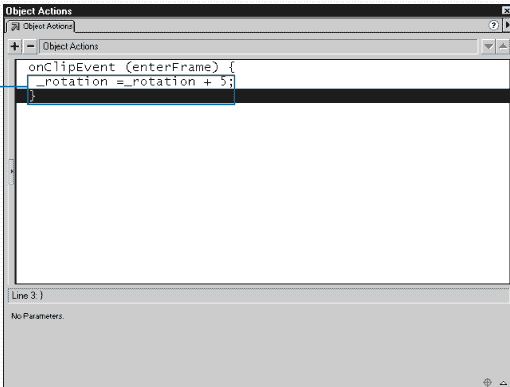 Object Actions
Object Actions
Object Actions
onClipEvent (enterFrame) {
_rotation =_rotation + 5;
}
Line 3: }
No Parameters.